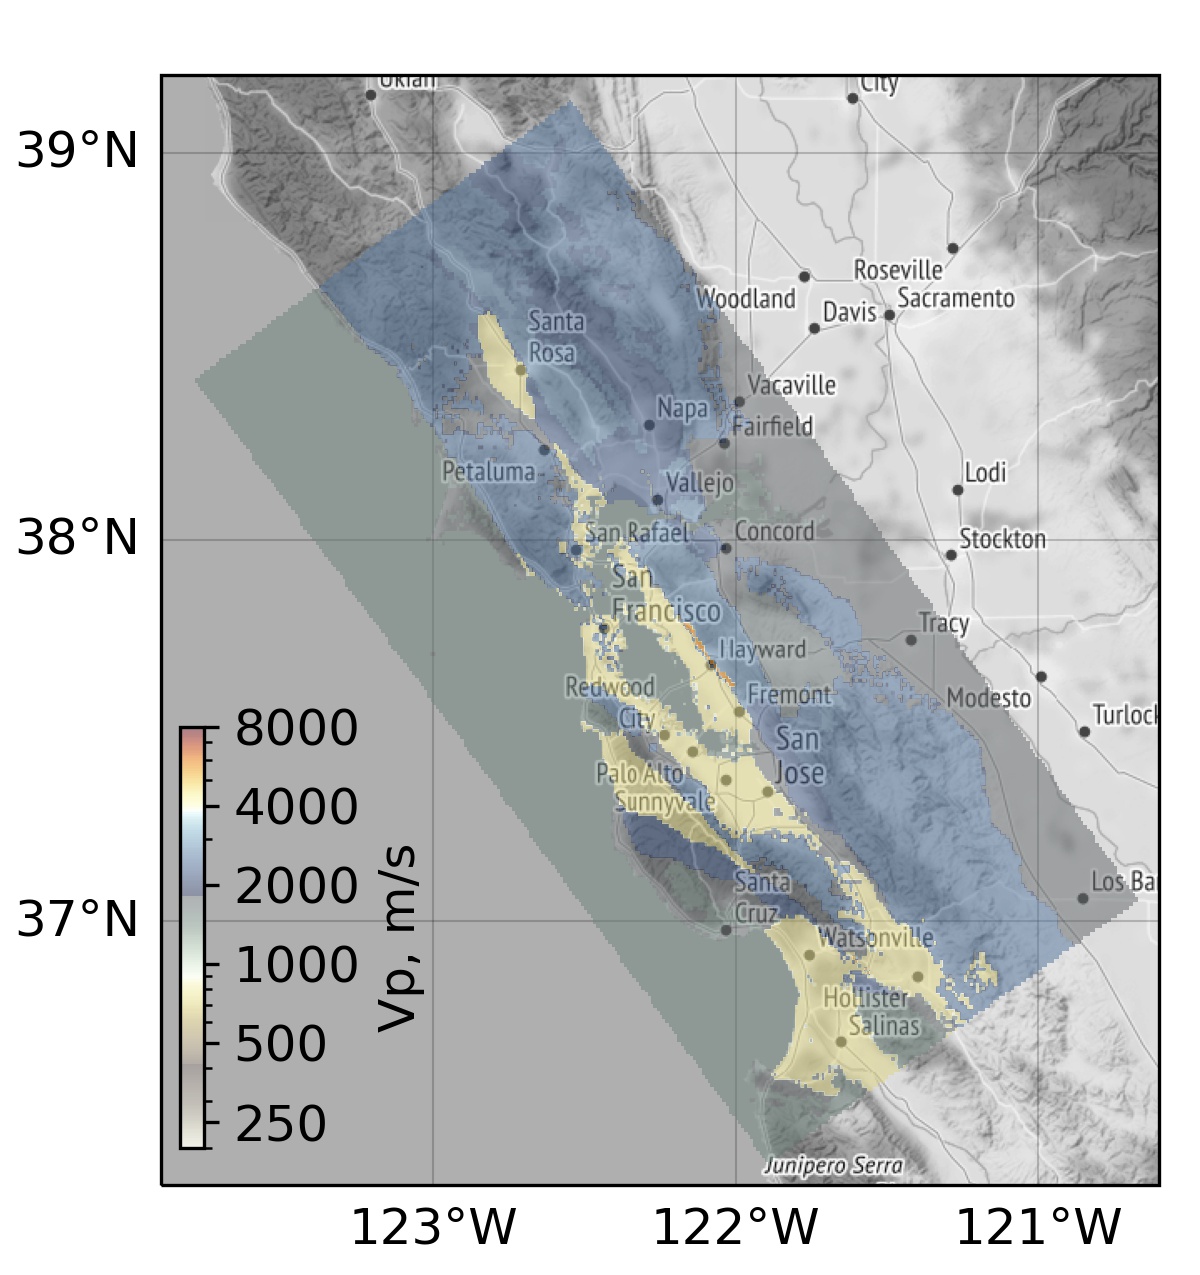 Ukiah
City
39°N
Roseville
Woodland
Sacramento
Davis
Santa
Rosa
Vacaville
Napa
Fairfield
Petaluma
Vallejo
Lodi
38°N
San Rafael
Concord
Stockton
San
Francisco
Tracy
Hayward
Redwood
City
Fremont
Modesto
Turlock
San
Jose
Palo Alto
Sunnyvale
8000
4000
2000
1000
500
250
Vp, m/s
Santa
Cruz
Los Ba
37°N
Watsonville
Hollister
Salinas
Junipero Serra
123°W
122°W
121°W